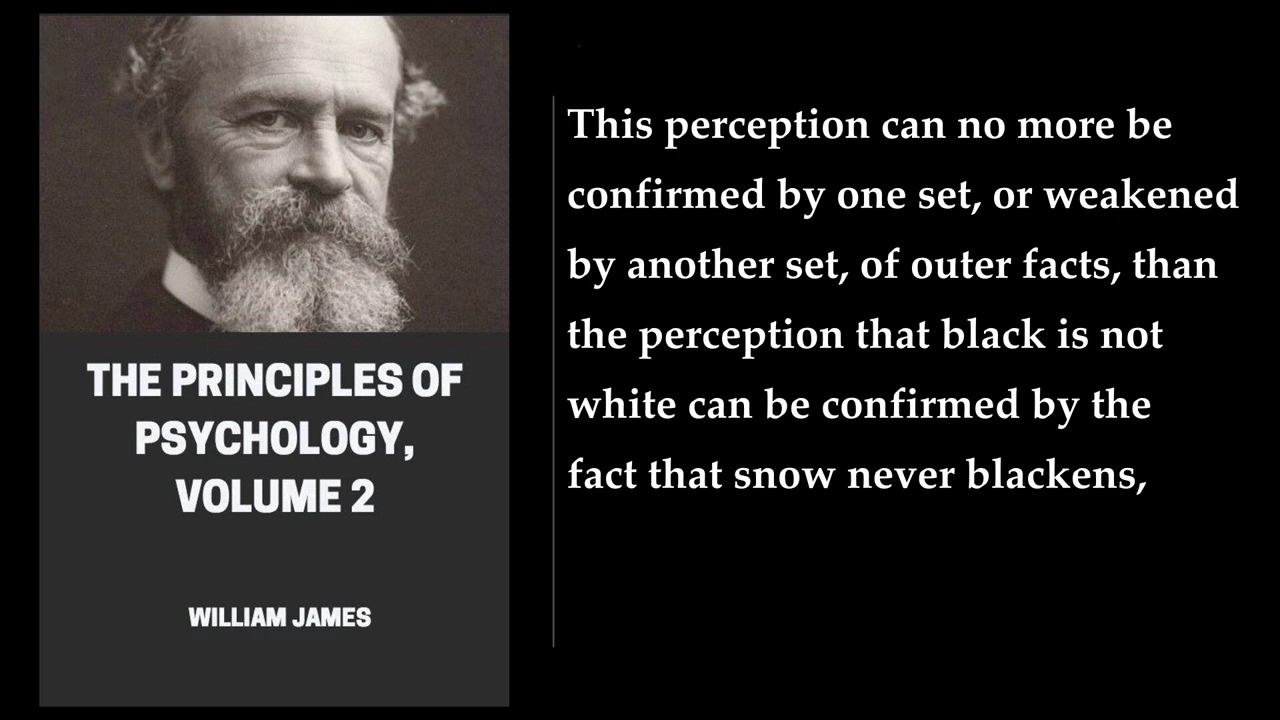 THE PRINCIPLES OF
PSYCHOLOGY,
VOLUME 2
WILLIAM JAMES
This perception can no more be
confirmed by one set, or weakened
by another set, of outer facts, than
the perception that black is not
white can be confirmed by the
fact that snow never blackens,